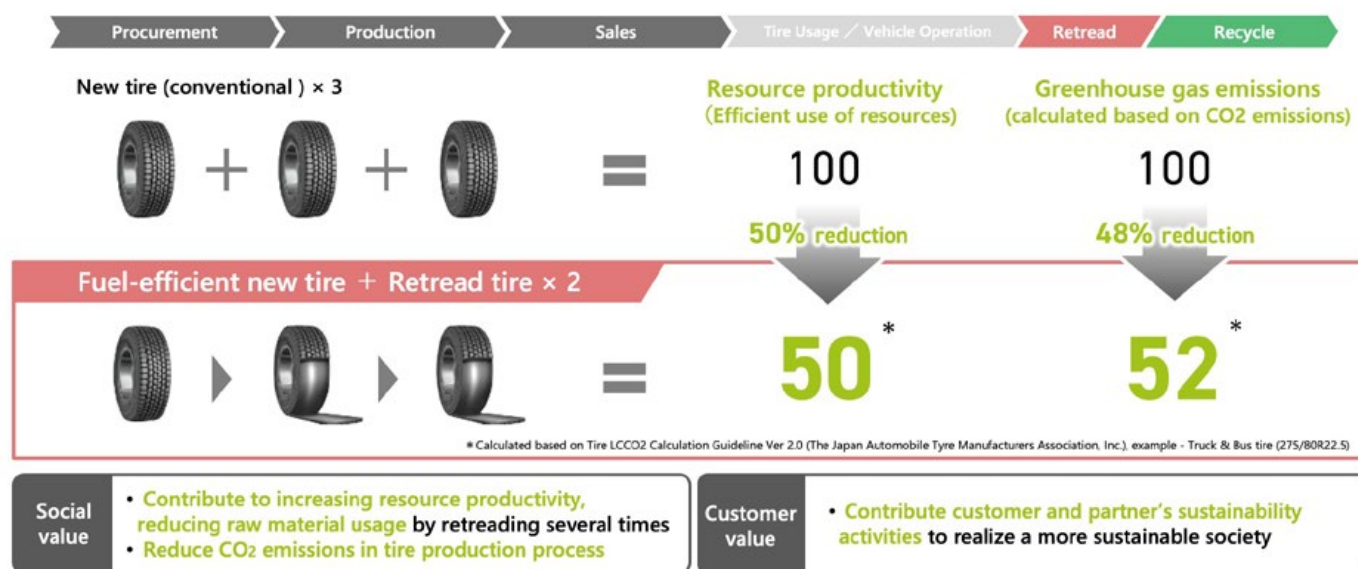 Procurement
Production
Sales
Tire Usage ／ Vehicle Operation
Retread
Recycle
New tire (conventional ) × 3
Resource productivity
（Efficient use of resources)
Greenhouse gas emissions
(calculated based on CO2 emissions)
+
+
=
100
100
50% reduction
48% reduction
Fuel-efficient new tire ＋ Retread tire × 2
=
50*
52*
* Calculated based on Tire LCCO2 Calculation Guideline Ver 2.0 (The Japan Automobile Tyre Manufacturers Association, Inc.), example - Truck & Bus tire (275/80R22.5)
Social
value
• Contribute to increasing resource productivity,
reducing raw material usage by retreading several times
• Reduce CO₂ emissions in tire production process
Customer
value
• Contribute customer and partner's sustainability
activities to realize a more sustainable society